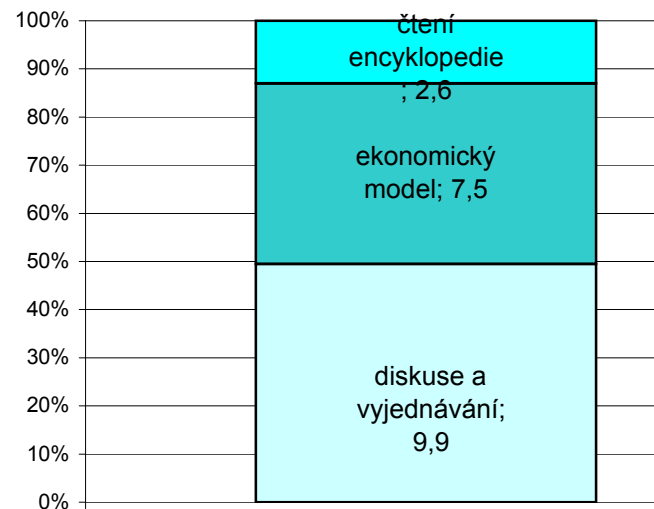 100%
90%
80%
70%
60%
50%
40%
30%
20%
10%
0%
čtení
encyklopedie
; 2,6
ekonomický
model; 7,5
diskuse a
vyjednávání;
9,9